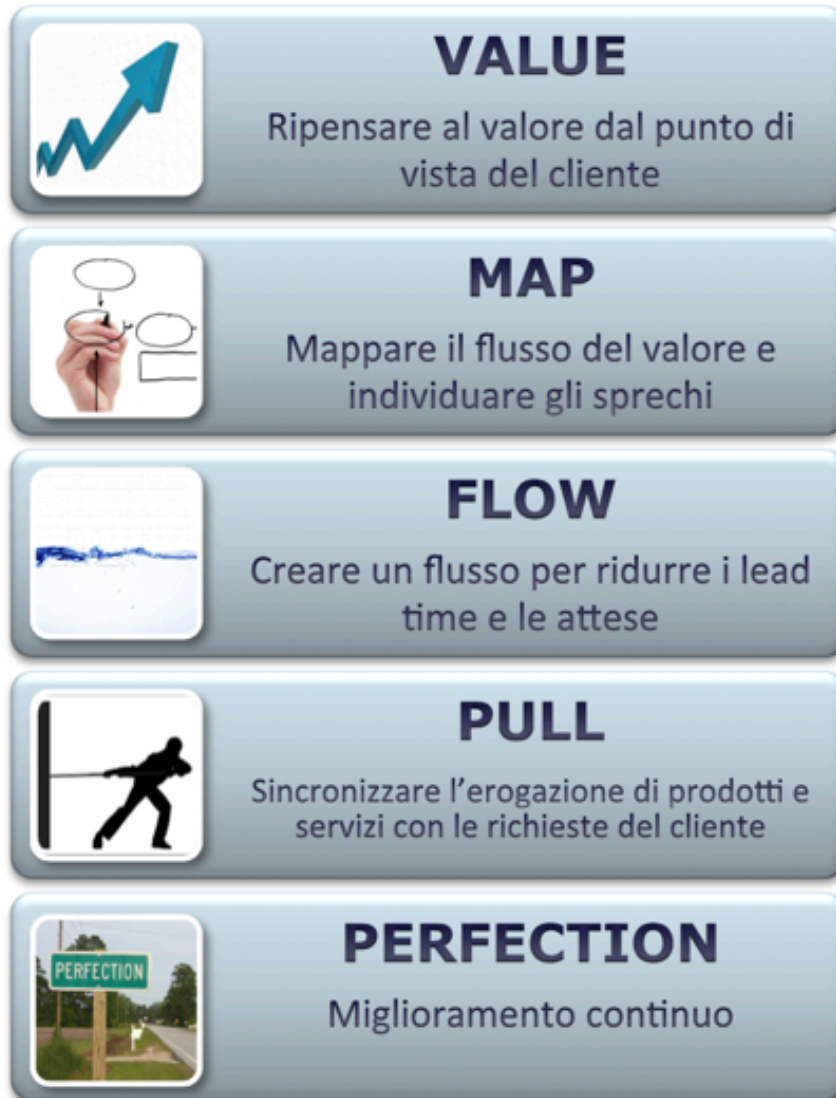 VALUE
Ripensare al valore dal punto di
vista del cliente
MAP
Mappare il flusso del valore e
individuare gli sprechi
FLOW
Creare un flusso per ridurre i lead
time e le attese
PULL
Sincronizzare l'erogazione di prodotti e
servizi con le richieste del cliente
PERFECTION
PERFECTION
Miglioramento continuo